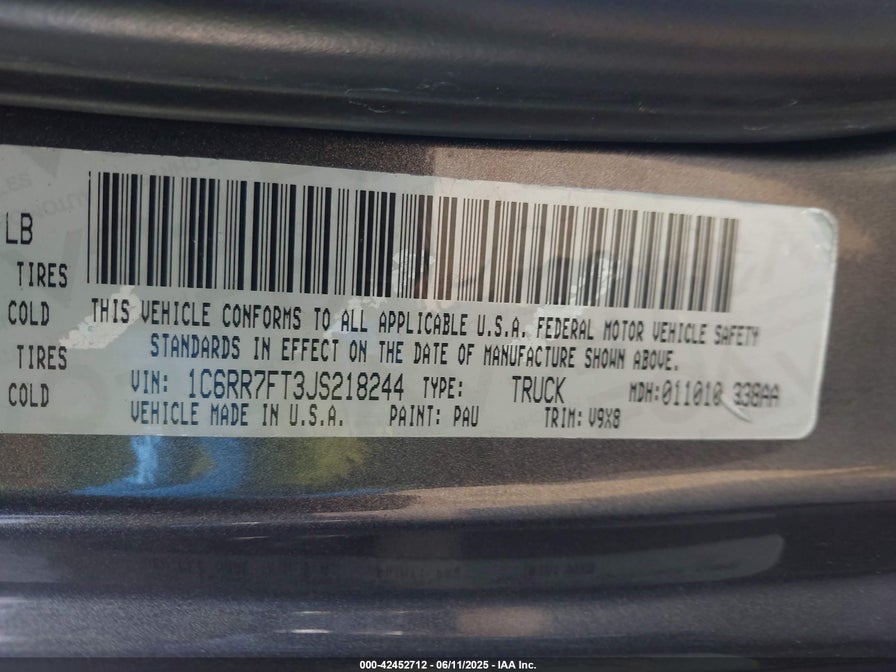 LB
TIRES
COLD
THIS VEHICLE CONFORMS TO ALL APPLICABLE U.S.A. FEDERAL MOTOR VEHICLE SAFETY
STANDARDS IN EFFECT ON THE DATE OF MANUFACTURE SHOWN ABOVE.
TIRES
COLD
VIN: 1C6RR7FT3JS218244 TYPE: TRUCK MDH:011010 338AA
VEHICLE MADE IN U.S.A. PAINT: PAU TRIM: V9X8
000-42452712 - 06/11/2025 - IAA Inc.